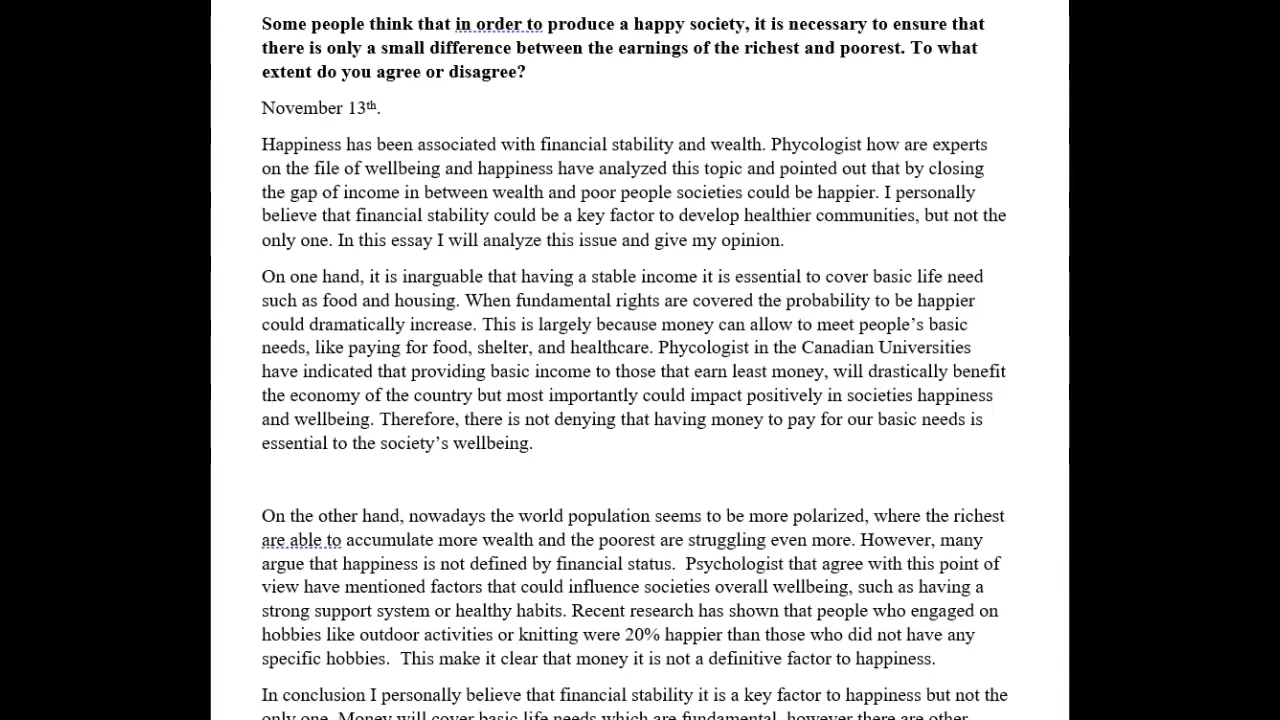 Some people think that in order to produce a happy society, it is necessary to ensure that
there is only a small difference between the earnings of the richest and poorest. To what
extent do you agree or disagree?
November 13th.
Happiness has been associated with financial stability and wealth. Phycologist how are experts
on the file of wellbeing and happiness have analyzed this topic and pointed out that by closing
the gap of income in between wealth and poor people societies could be happier. I personally
believe that financial stability could be a key factor to develop healthier communities, but not the
only one. In this essay I will analyze this issue and give my opinion.
On one hand, it is inarguable that having a stable income it is essential to cover basic life need
such as food and housing. When fundamental rights are covered the probability to be happier
could dramatically increase. This is largely because money can allow to meet people’s basic
needs, like paying for food, shelter, and healthcare. Phycologist in the Canadian Universities
have indicated that providing basic income to those that earn least money, will drastically benefit
the economy of the country but most importantly could impact positively in societies happiness
and wellbeing. Therefore, there is not denying that having money to pay for our basic needs is
essential to the society’s wellbeing.
On the other hand, nowadays the world population seems to be more polarized, where the richest
are able to accumulate more wealth and the poorest are struggling even more. However, many
argue that happiness is not defined by financial status.  Psychologist that agree with this point of
view have mentioned factors that could influence societies overall wellbeing, such as having a
strong support system or healthy habits. Recent research has shown that people who engaged on
hobbies like outdoor activities or knitting were 20% happier than those who did not have any
specific hobbies.  This make it clear that money it is not a definitive factor to happiness.
In conclusion I personally believe that financial stability it is a key factor to happiness but not the
only one. Money will cover basic life needs which are fundamental, however there are other